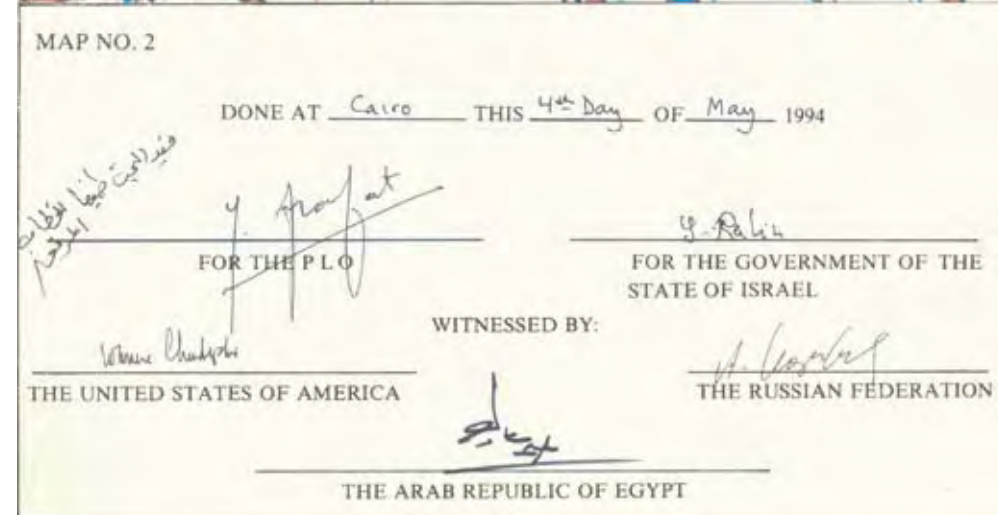 MAP NO. 2
DONE AT Cairo THIS 4th Day OF May 1994
Y. Arafat
Y. Rabin
FOR THE PLO
FOR THE GOVERNMENT OF THE
STATE OF ISRAEL
WITNESSED BY:
THE UNITED STATES OF AMERICA
THE RUSSIAN FEDERATION
THE ARAB REPUBLIC OF EGYPT